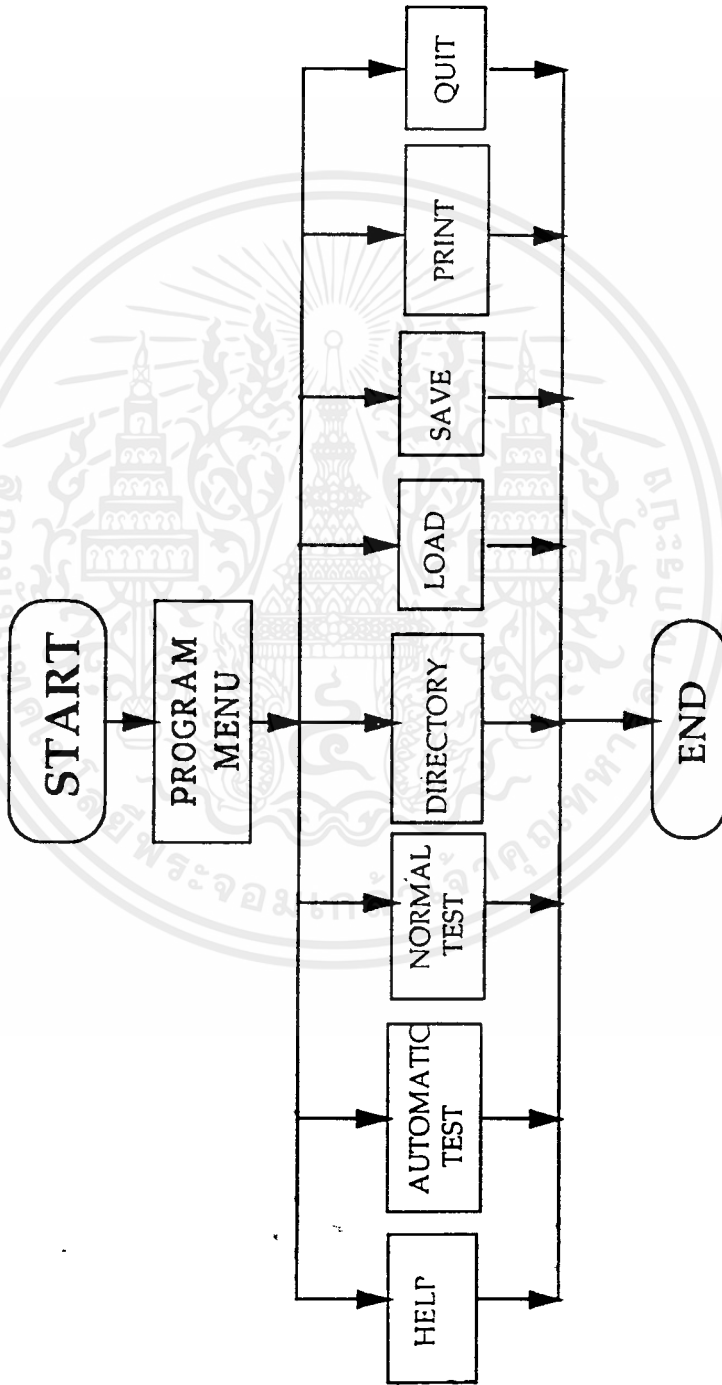 START
PROGRAM
MENU
HELP
AUTOMATIC
TEST
NORMAL
TEST
DIRECTORY
LOAD
SAVE
PRINT
QUIT
END